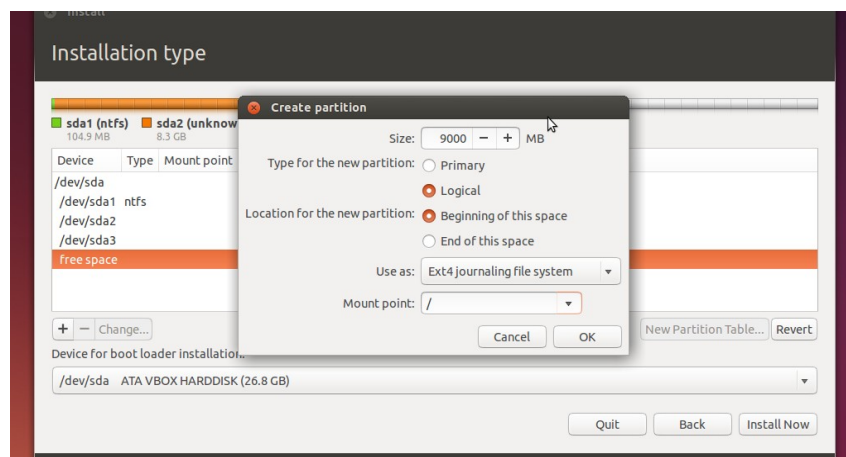 Install
Installation type
sda1 (ntfs) sda2 (unknow
104.9 MB 8.3 GB
Create partition
Size: 9000 − + MB
Type for the new partition: Primary
Logical
Location for the new partition: Beginning of this space
End of this space
Use as: Ext4 journaling file system
Mount point: /
Cancel OK
Device Type Mount point
/dev/sda
/dev/sda1 ntfs
/dev/sda2
/dev/sda3
free space
+ − Change... New Partition Table... Revert
Device for boot loader installation:
/dev/sda ATA VBOX HARDDISK (26.8 GB)
Quit Back Install Now